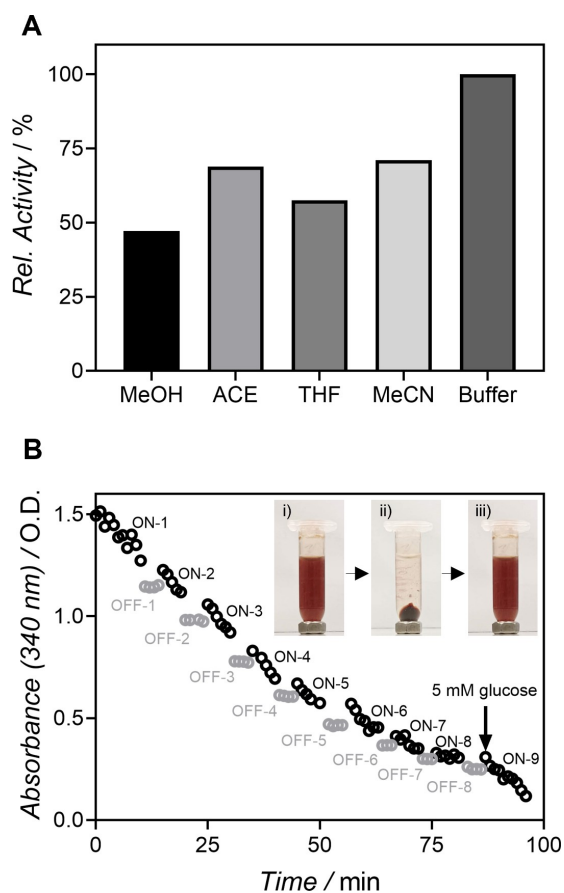 A
Rel. Activity / %
100
75
50
25
0
MeOH ACE THF MeCN Buffer
B
Absorbance (340 nm) / O.D.
1.5
1.0
0.5
0.0
i) ii) iii)
ON-1
ON-2
OFF-1
ON-3
OFF-2
ON-4
OFF-3
ON-5
OFF-4
5 mM glucose
ON-6
OFF-5
ON-7
ON-8
OFF-6
ON-9
OFF-7
OFF-8
0 25 50 75 100
Time / min